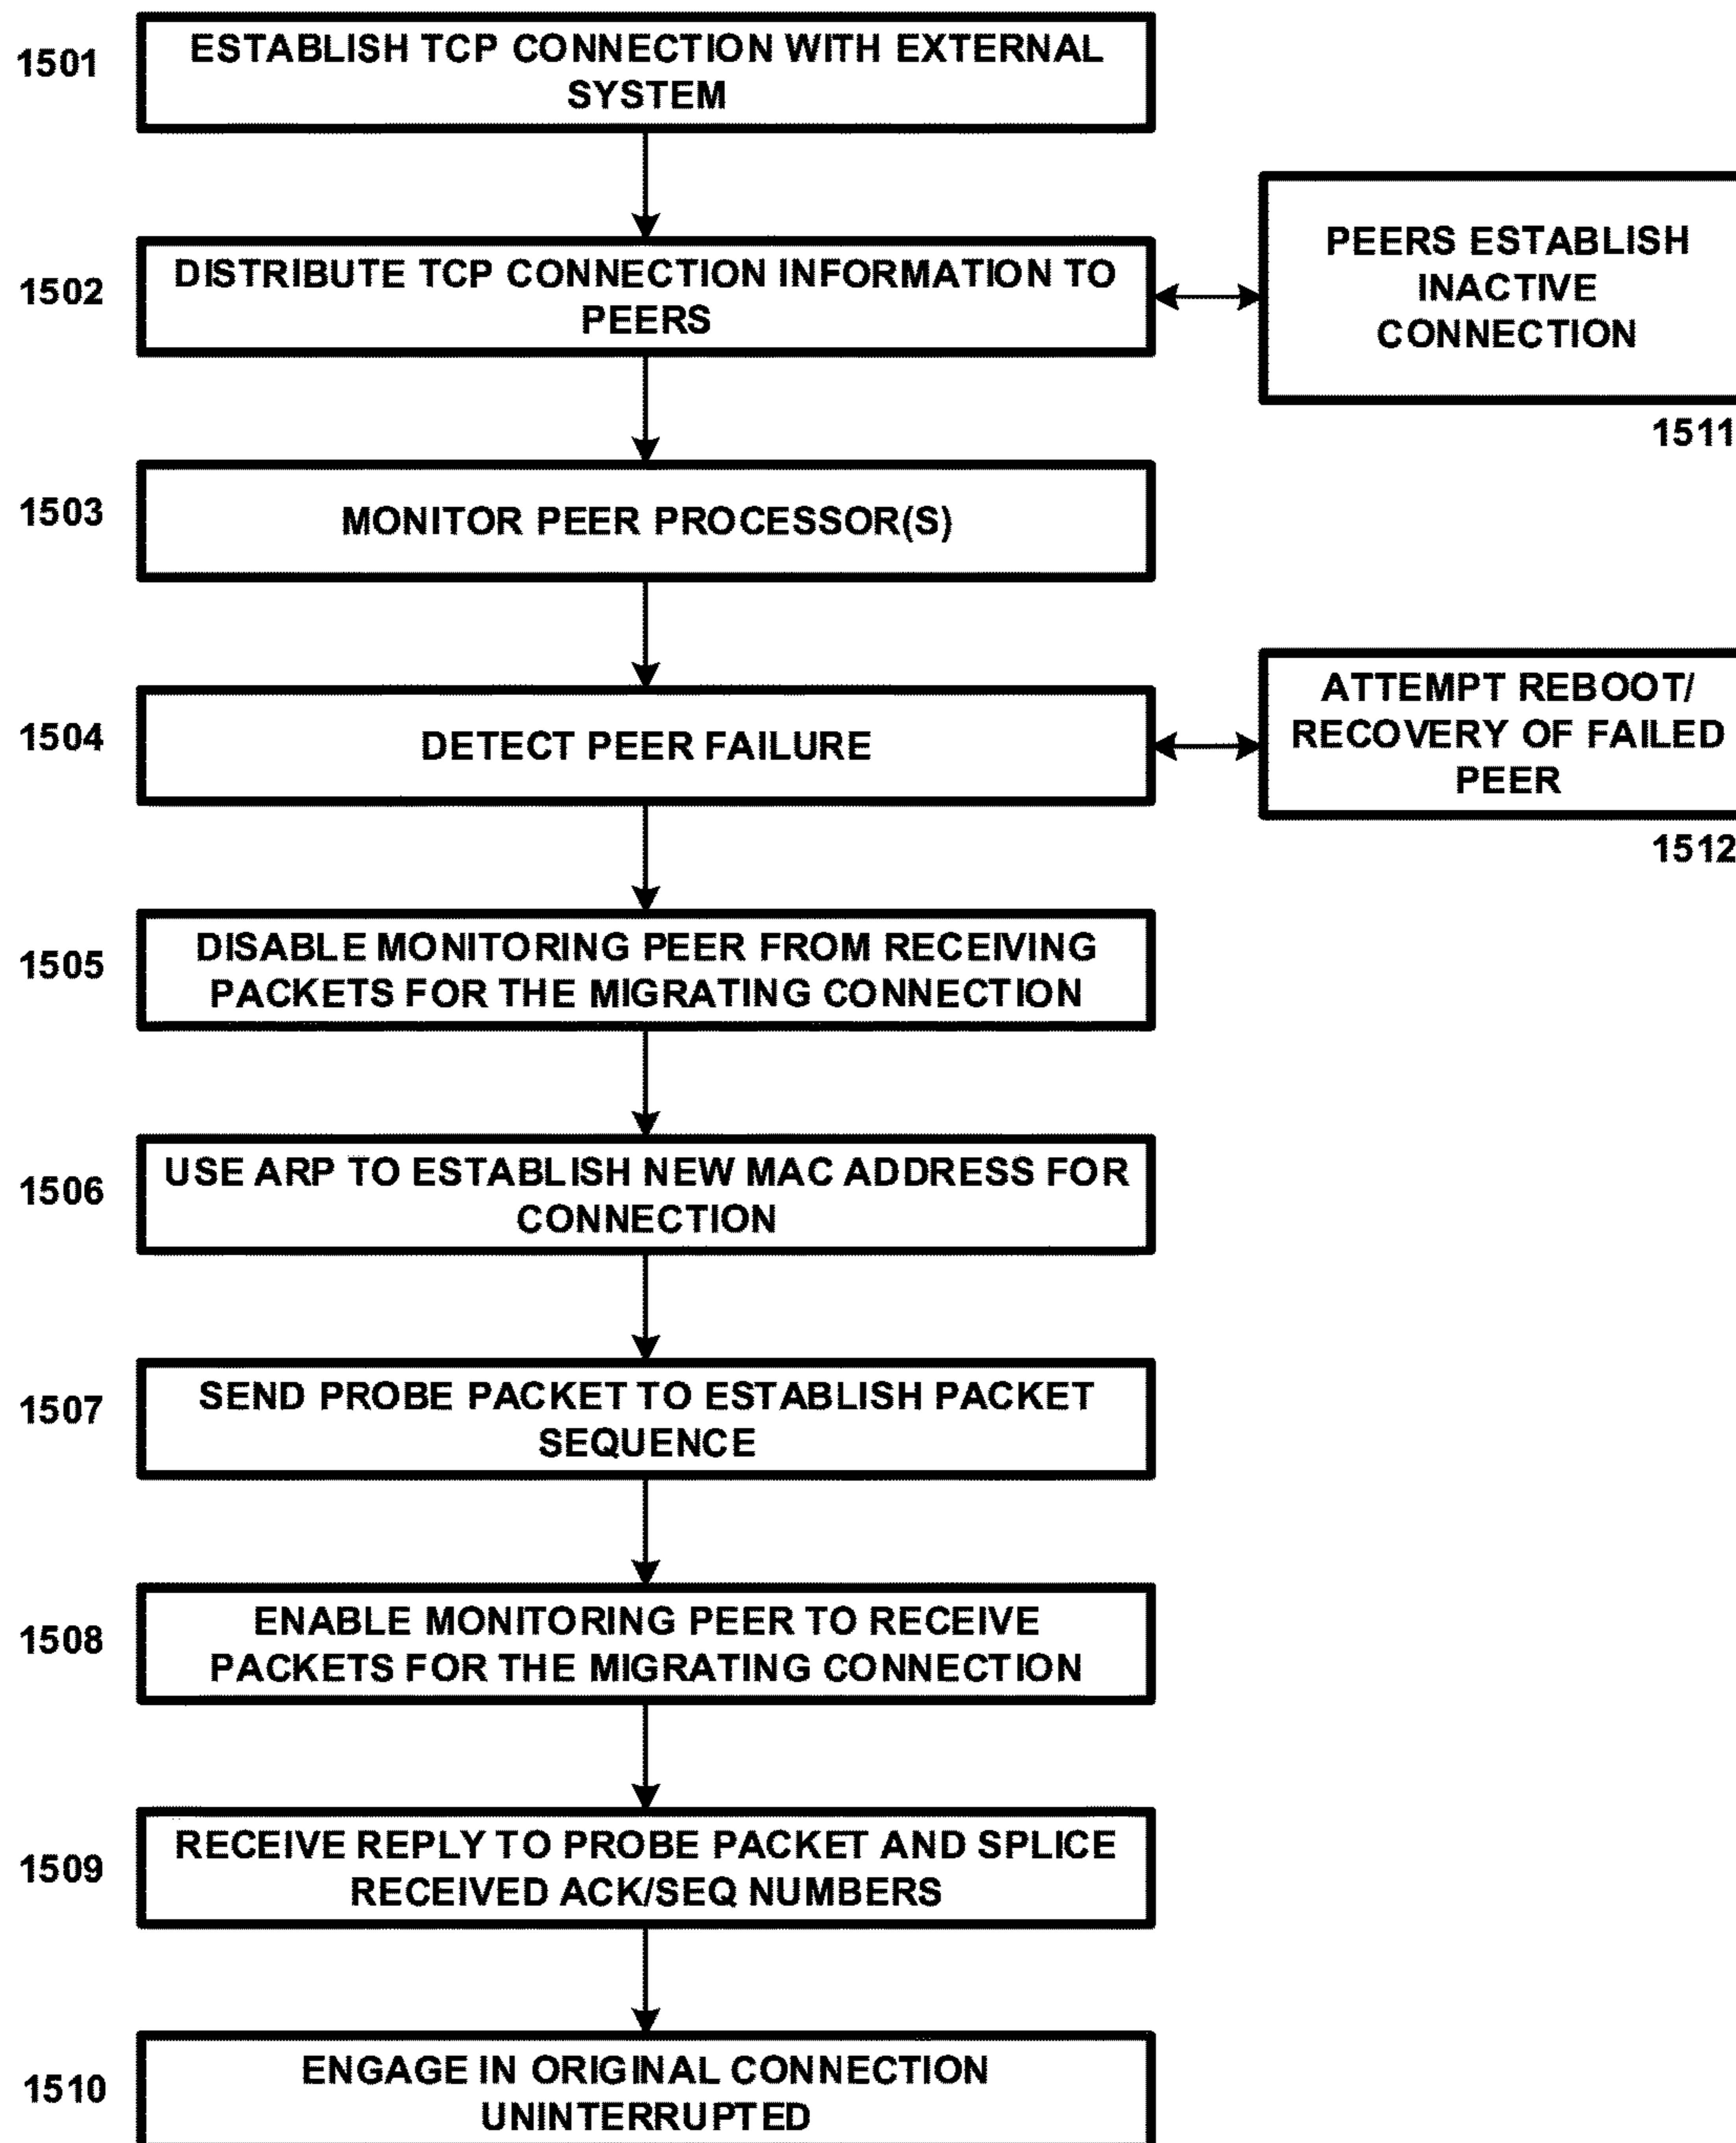 1501
ESTABLISH TCP CONNECTION WITH EXTERNAL
SYSTEM
1502
DISTRIBUTE TCP CONNECTION INFORMATION TO
PEERS
PEERS ESTABLISH
INACTIVE
CONNECTION
1511
1503
MONITOR PEER PROCESSOR(S)
1504
DETECT PEER FAILURE
ATTEMPT REBOOT/
RECOVERY OF FAILED
PEER
1512
1505
DISABLE MONITORING PEER FROM RECEIVING
PACKETS FOR THE MIGRATING CONNECTION
1506
USE ARP TO ESTABLISH NEW MAC ADDRESS FOR
CONNECTION
1507
SEND PROBE PACKET TO ESTABLISH PACKET
SEQUENCE
1508
ENABLE MONITORING PEER TO RECEIVE
PACKETS FOR THE MIGRATING CONNECTION
1509
RECEIVE REPLY TO PROBE PACKET AND SPLICE
RECEIVED ACK/SEQ NUMBERS
1510
ENGAGE IN ORIGINAL CONNECTION
UNINTERRUPTED